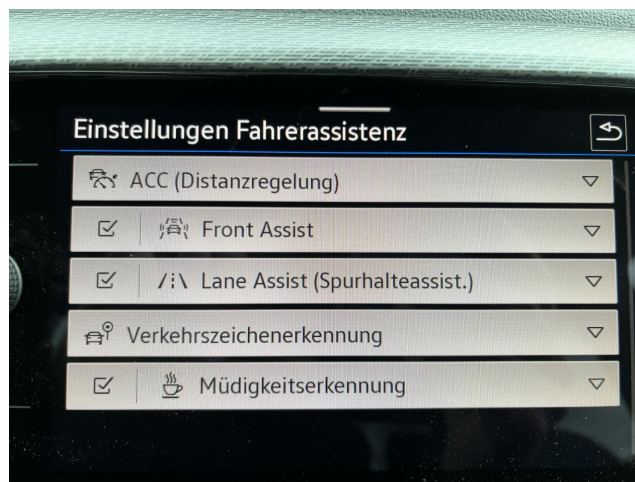 Einstellungen Fahrerassistenz
ACC (Distanzregelung)
Front Assist
Lane Assist (Spurhalteassist.)
Verkehrszeichenerkennung
Müdigkeitserkennung